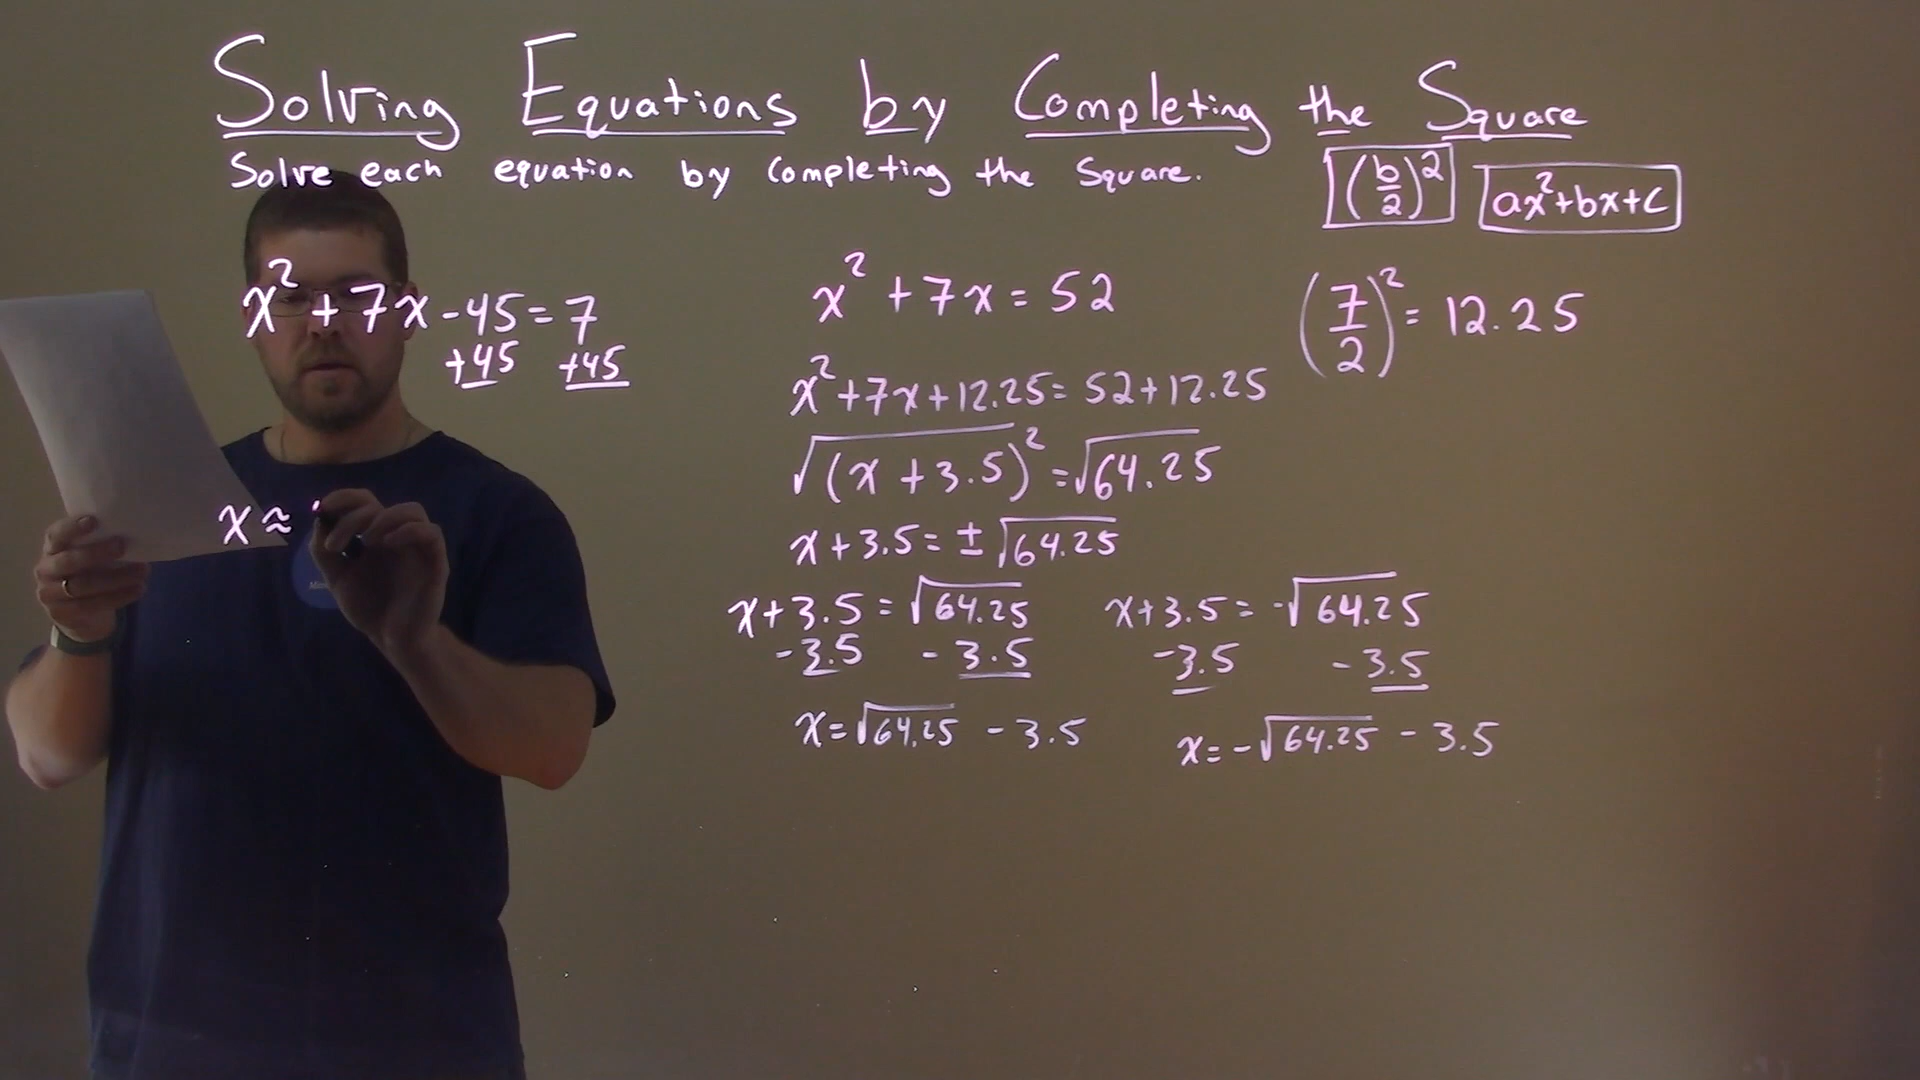 Solving Equations by Completing the Square
Solve each equation by completing the Square.
(b/2)²
ax²+bx+c
x² + 7x - 45 = 7
+45 +45
x ≈
x² + 7x = 52
(7/2)² = 12.25
x² + 7x + 12.25 = 52 + 12.25
√(x + 3.5)² = √64.25
x + 3.5 = ± √64.25
x + 3.5 = √64.25
- 3.5 - 3.5
x = √64.25 - 3.5
x + 3.5 = -√64.25
- 3.5 - 3.5
x = -√64.25 - 3.5